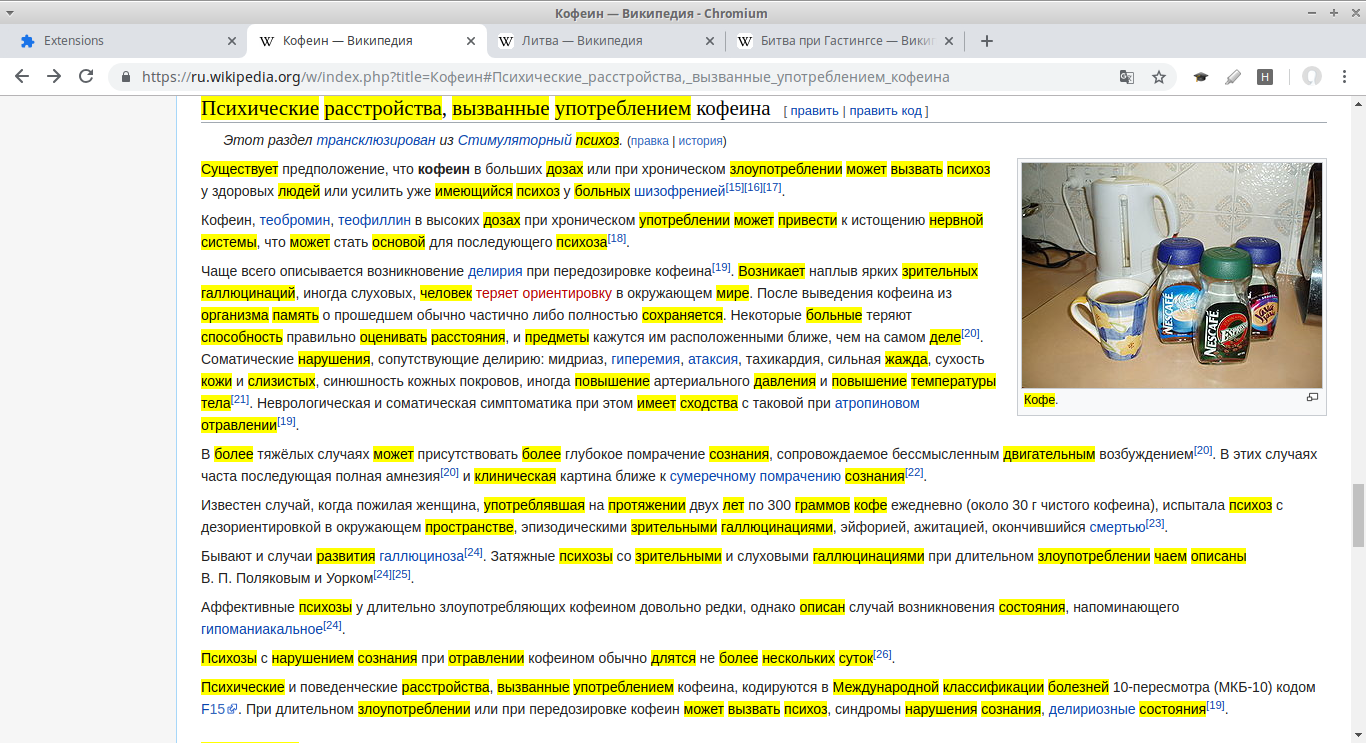 Кофеин — Википедия - Chromium
Extensions
Кофеин — Википедия
Литва — Википедия
Битва при Гастингсе — Вики
https://ru.wikipedia.org/w/index.php?title=Кофеин#Психические_расстройства,_вызванные_употреблением_кофеина
H
Психические расстройства, вызванные употреблением кофеина [ править | править код ]
Этот раздел трансклюзирован из Стимуляторный психоз. (правка | история)
Существует предположение, что кофеин в больших дозах или при хроническом злоупотреблении может вызвать психоз
у здоровых людей или усилить уже имеющийся психоз у больных шизофренией[15][16][17].
Кофеин, теобромин, теофиллин в высоких дозах при хроническом употреблении может привести к истощению нервной
системы, что может стать основой для последующего психоза[18].
Чаще всего описывается возникновение делирия при передозировке кофеина[19]. Возникает наплыв ярких зрительных
галлюцинаций, иногда слуховых, человек теряет ориентировку в окружающем мире. После выведения кофеина из
организма память о прошедшем обычно частично либо полностью сохраняется. Некоторые больные теряют
способность правильно оценивать расстояния, и предметы кажутся им расположенными ближе, чем на самом деле[20].
Соматические нарушения, сопутствующие делирию: мидриаз, гиперемия, атаксия, тахикардия, сильная жажда, сухость
кожи и слизистых, синюшность кожных покровов, иногда повышение артериального давления и повышение температуры
тела[21]. Неврологическая и соматическая симптоматика при этом имеет сходства с таковой при атропиновом
отравлении[19].
NESCAFÉ
NESCAFÉ
Кофе.
В более тяжёлых случаях может присутствовать более глубокое помрачение сознания, сопровождаемое бессмысленным двигательным возбуждением[20]. В этих случаях
часта последующая полная амнезия[20] и клиническая картина ближе к сумеречному помрачению сознания[22].
Известен случай, когда пожилая женщина, употреблявшая на протяжении двух лет по 300 граммов кофе ежедневно (около 30 г чистого кофеина), испытала психоз с
дезориентировкой в окружающем пространстве, эпизодическими зрительными галлюцинациями, эйфорией, ажитацией, окончившийся смертью[23].
Бывают и случаи развития галлюциноза[24]. Затяжные психозы со зрительными и слуховыми галлюцинациями при длительном злоупотреблении чаем описаны
В. П. Поляковым и Уорком[24][25].
Аффективные психозы у длительно злоупотребляющих кофеином довольно редки, однако описан случай возникновения состояния, напоминающего
гипоманиакальное[24].
Психозы с нарушением сознания при отравлении кофеином обычно длятся не более нескольких суток[26].
Психические и поведенческие расстройства, вызванные употреблением кофеина, кодируются в Международной классификации болезней 10-пересмотра (МКБ-10) кодом
F15. При длительном злоупотреблении или при передозировке кофеин может вызвать психоз, синдромы нарушения сознания, делириозные состояния[19].